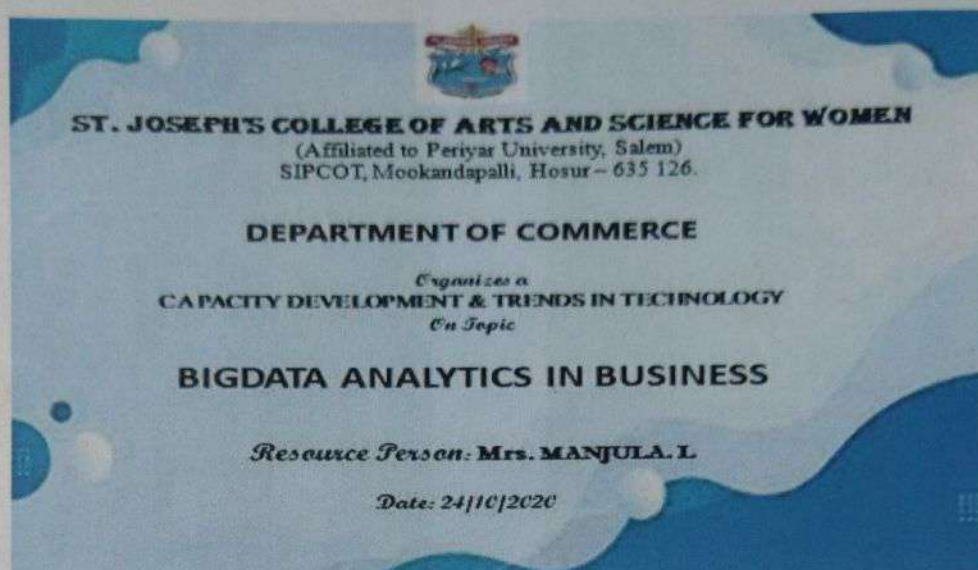 ST. JOSEPH'S COLLEGE OF ARTS AND SCIENCE FOR WOMEN
(Affiliated to Periyar University, Salem)
SIPCOT, Mookandapalli, Hosur – 635 126.
DEPARTMENT OF COMMERCE
Organizes a
CAPACITY DEVELOPMENT & TRENDS IN TECHNOLOGY
On Topic
BIGDATA ANALYTICS IN BUSINESS
Resource Person: Mrs. MANJULA. L
Date: 24/10/2020